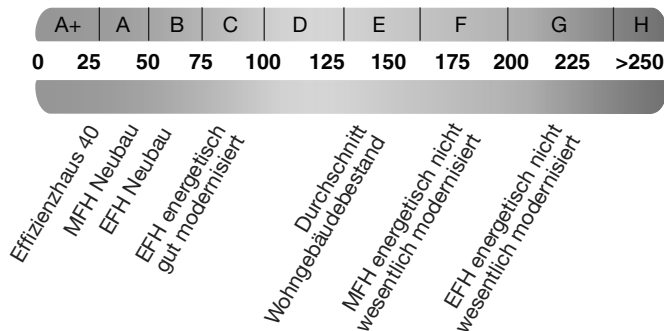 A+ A B C D E F G H
0 25 50 75 100 125 150 175 200 225 >250
Effizienzhaus 40
MFH Neubau
EFH Neubau
EFH energetisch
gut modernisiert
Durchschnitt
Wohngebäudebestand
MFH energetisch nicht
wesentlich modernisiert
EFH energetisch nicht
wesentlich modernisiert